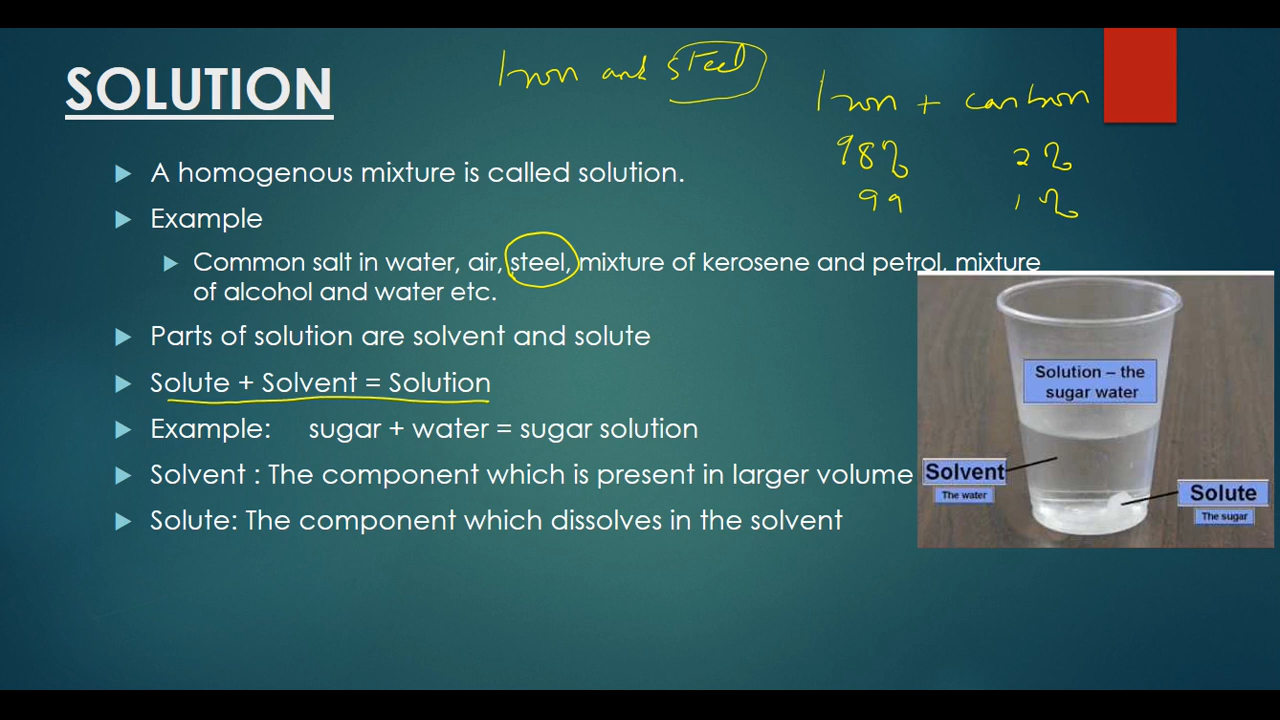 SOLUTION
Iron and steel
Iron + carbon
98% 2%
99 1%
A homogenous mixture is called solution.
Example
Common salt in water, air, steel, mixture of kerosene and petrol, mixture
of alcohol and water etc.
Parts of solution are solvent and solute
Solute + Solvent = Solution
Example: sugar + water = sugar solution
Solvent : The component which is present in larger volume
Solute: The component which dissolves in the solvent
Solution – the
sugar water
Solvent
The water
Solute
The sugar